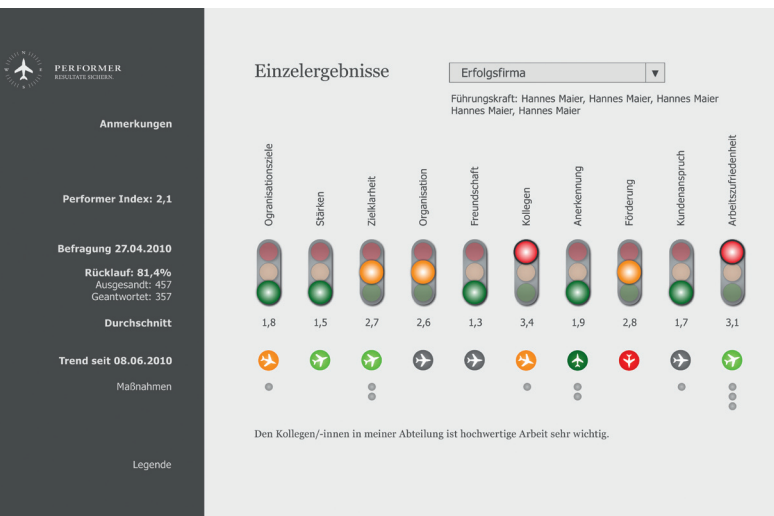 PERFORMER
RESULTATE SICHERN.
Einzelergebnisse
Erfolgsfirma
Führungskraft: Hannes Maier, Hannes Maier, Hannes Maier
Hannes Maier, Hannes Maier
Anmerkungen
Ogranisationsziele
Stärken
Zielklarheit
Organisation
Freundschaft
Kollegen
Anerkennung
Förderung
Kundenanspruch
Arbeitszufriedenheit
Performer Index: 2,1
Befragung 27.04.2010
Rücklauf: 81,4%
Ausgesandt: 457
Geantwortet: 357
Durchschnitt
1,8 1,5 2,7 2,6 1,3 3,4 1,9 2,8 1,7 3,1
Trend seit 08.06.2010
Maßnahmen
Den Kollegen/-innen in meiner Abteilung ist hochwertige Arbeit sehr wichtig.
Legende